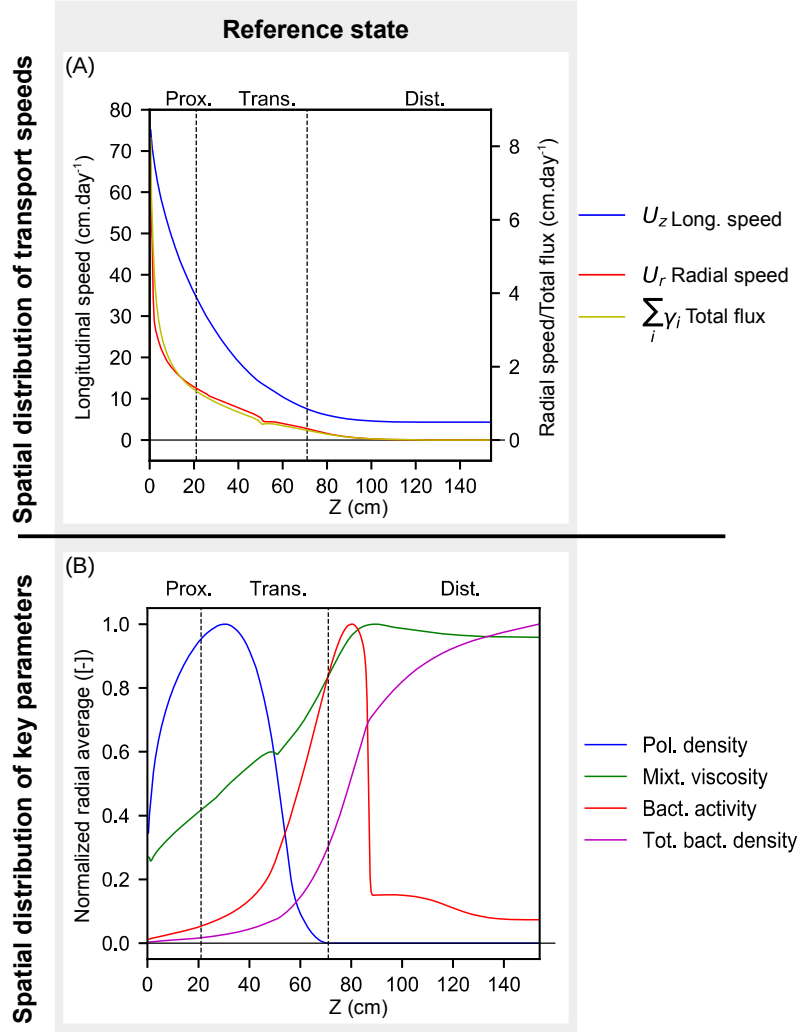 Reference state
Spatial distribution of transport speeds
(A)
Prox. Trans. Dist.
Longitudinal speed (cm.day⁻¹)
80
70
60
50
40
30
20
10
0
8
6
4
2
0
Radial speed/Total flux (cm.day⁻¹)
0 20 40 60 80 100 120 140
Z (cm)
U_z Long. speed
U_r Radial speed
∑_i γ_i Total flux
Spatial distribution of key parameters
(B)
Prox. Trans. Dist.
Normalized radial average ([-])
1.0
0.8
0.6
0.4
0.2
0.0
0 20 40 60 80 100 120 140
Z (cm)
Pol. density
Mixt. viscosity
Bact. activity
Tot. bact. density